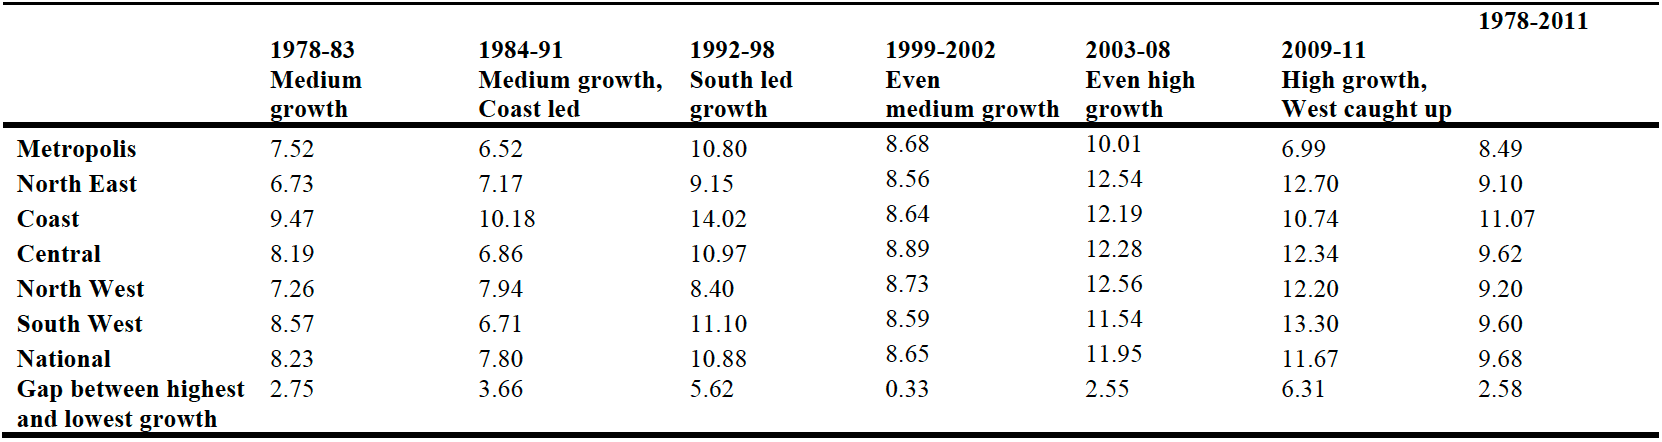 1978-2011
1978-83 1984-91 1992-98 1999-2002 2003-08 2009-11
Medium Medium growth, South led Even Even high High growth,
growth Coast led growth medium growth growth West caught up
Metropolis 7.52 6.52 10.80 8.68 10.01 6.99 8.49
North East 6.73 7.17 9.15 8.56 12.54 12.70 9.10
Coast 9.47 10.18 14.02 8.64 12.19 10.74 11.07
Central 8.19 6.86 10.97 8.89 12.28 12.34 9.62
North West 7.26 7.94 8.40 8.73 12.56 12.20 9.20
South West 8.57 6.71 11.10 8.59 11.54 13.30 9.60
National 8.23 7.80 10.88 8.65 11.95 11.67 9.68
Gap between highest 2.75 3.66 5.62 0.33 2.55 6.31 2.58
and lowest growth